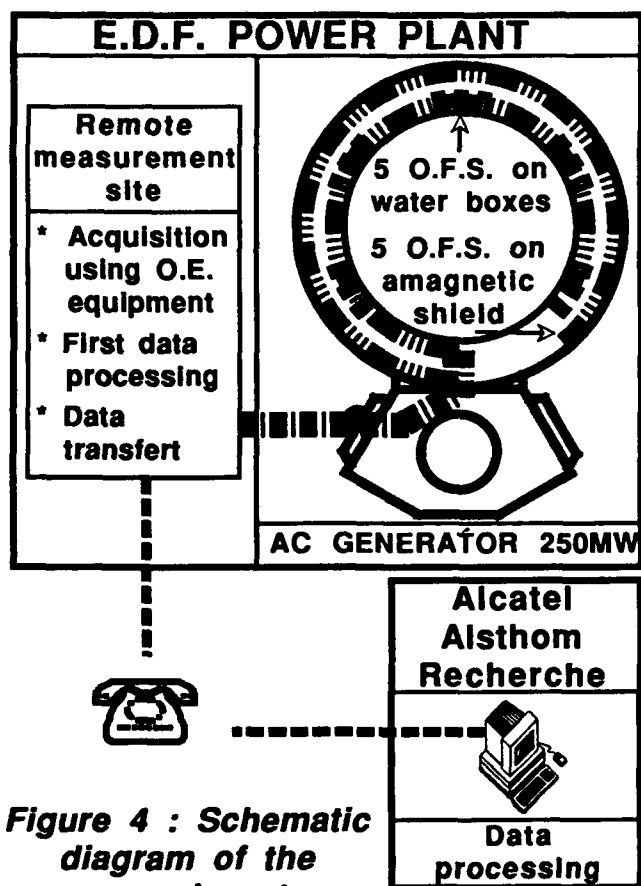 E.D.F. POWER PLANT
Remote
measurement
site
* Acquisition
using O.E.
equipment
* First data
processing
* Data
transfert
5 O.F.S. on
water boxes
5 O.F.S. on
amagnetic
shield
AC GENERATOR 250MW
Alcatel
Alsthom
Recherche
Data
processing
Figure 4 : Schematic
diagram of the